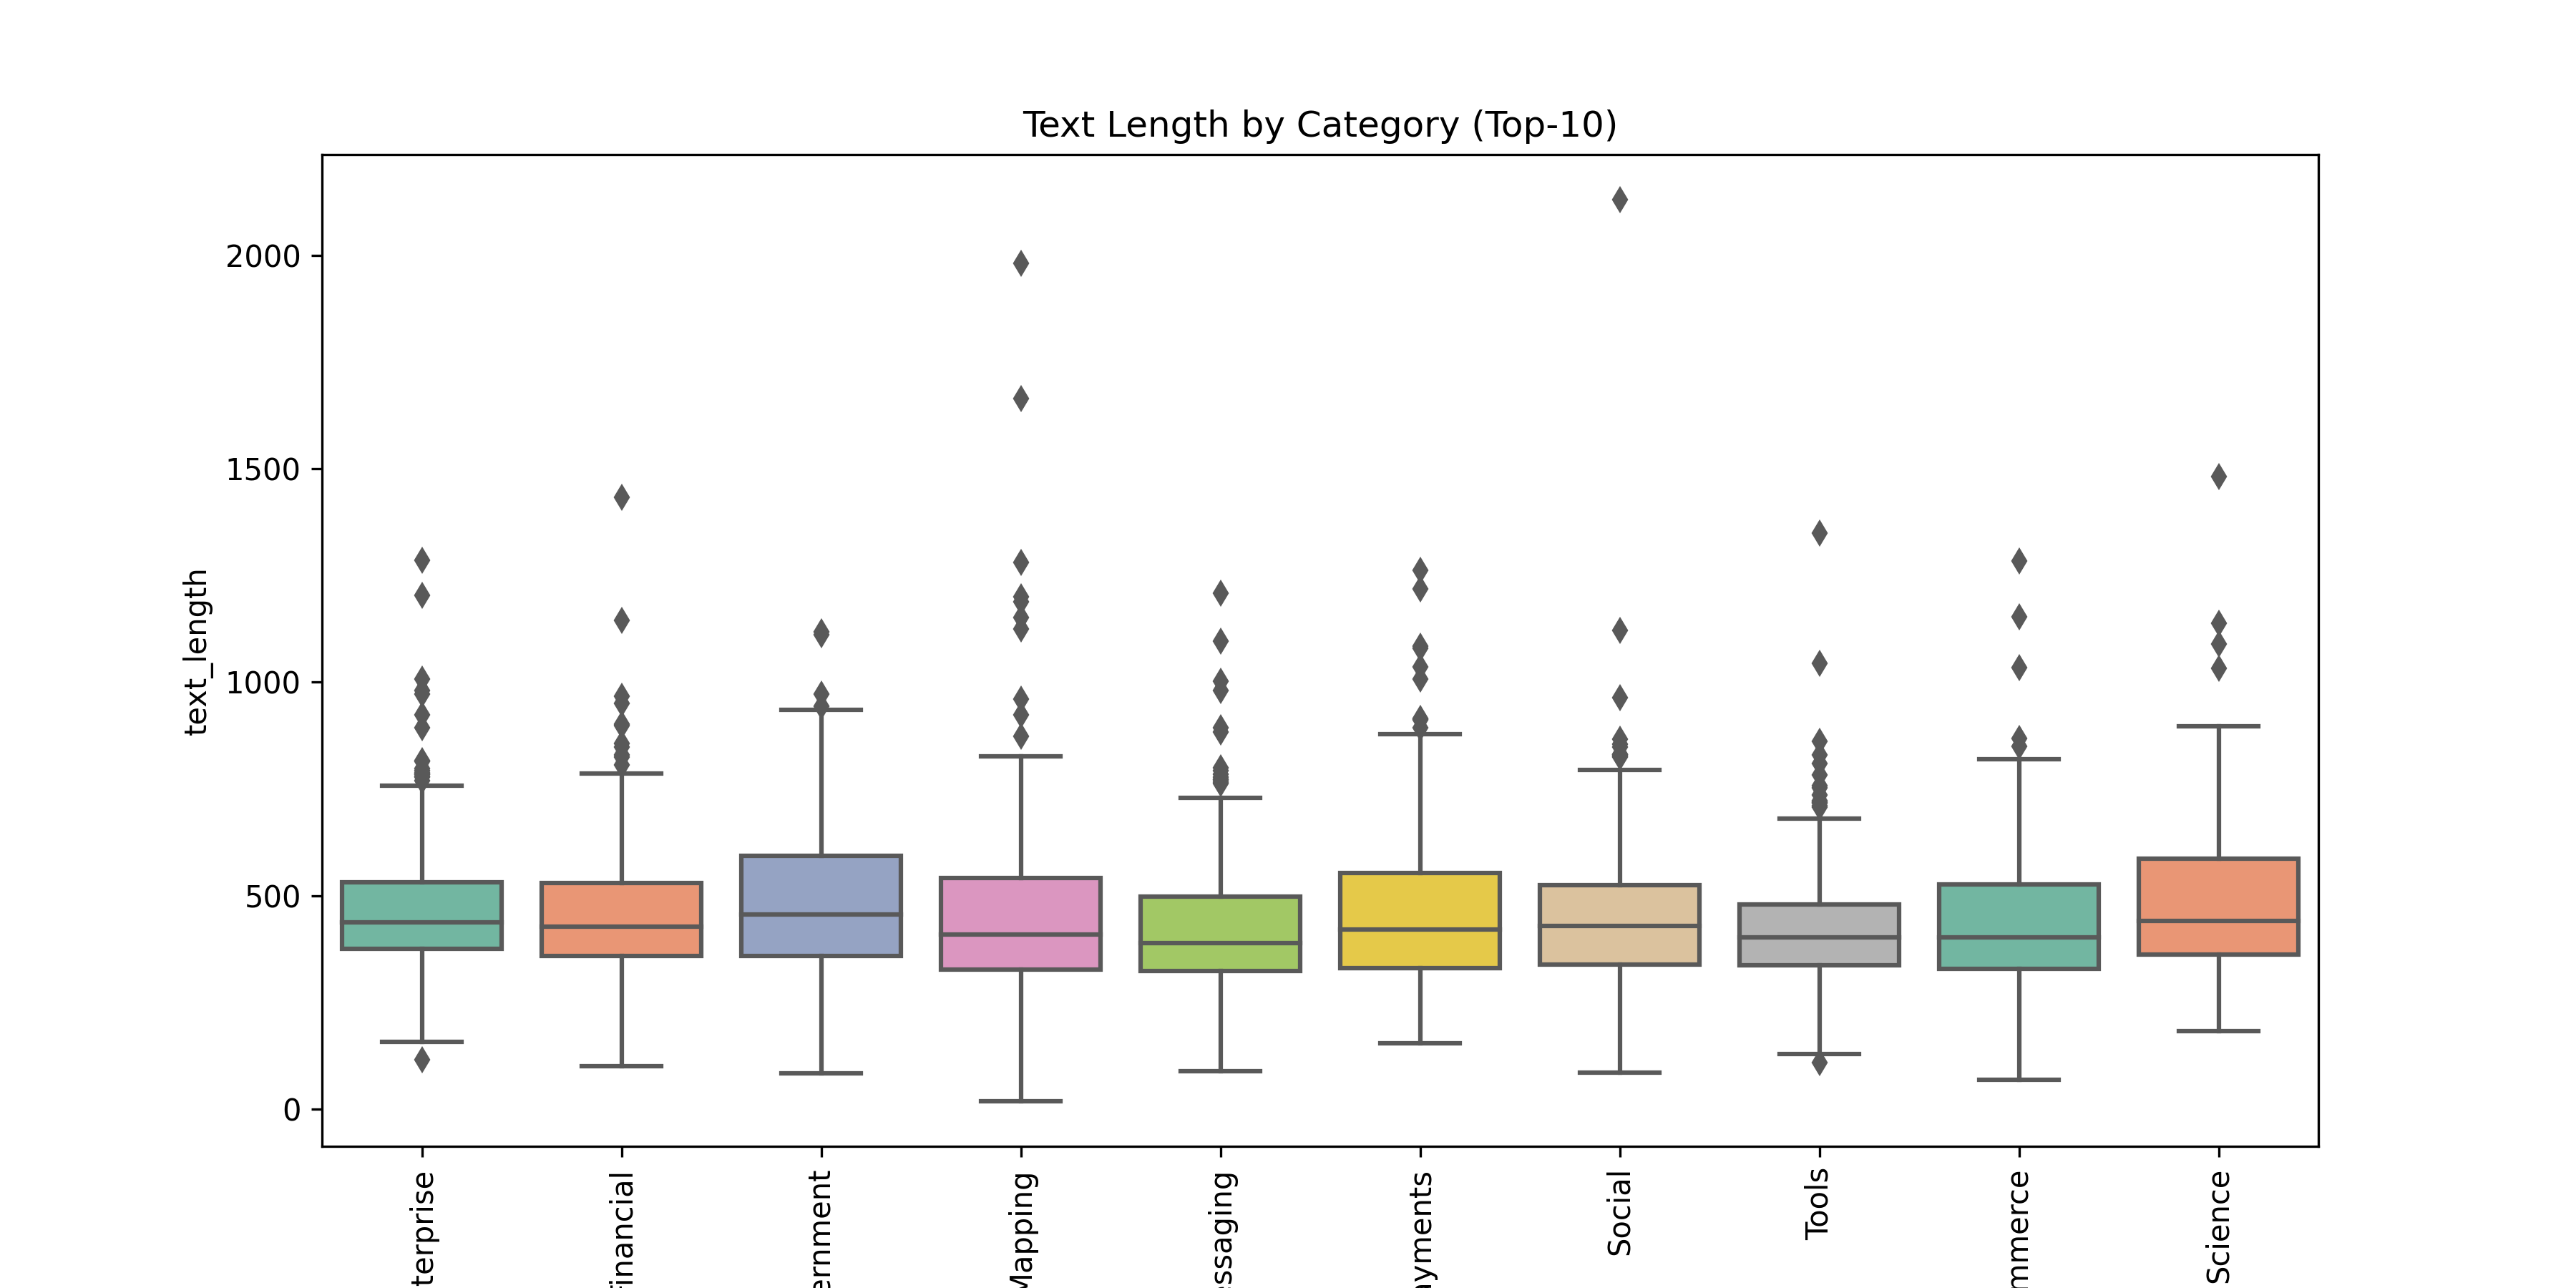 Text Length by Category (Top-10)
text_length
2000
1500
1000
500
0
terprise
inancial
ernment
Mapping
ssaging
yments
Social
Tools
mmerce
Science